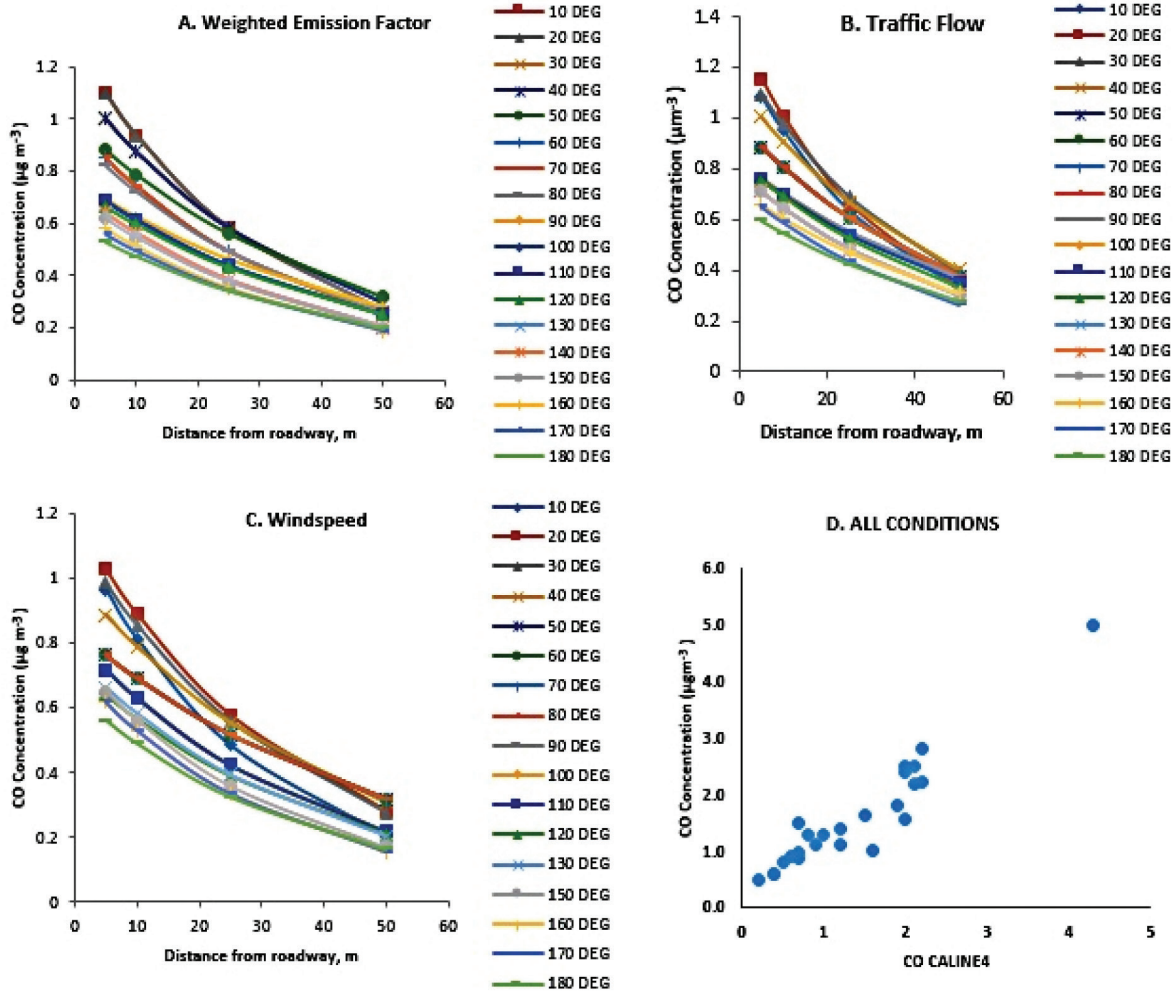 A. Weighted Emission Factor
CO Concentration (µg m-³)
1.2
1
0.8
0.6
0.4
0.2
0
0 10 20 30 40 50 60
Distance from roadway, m
10 DEG
20 DEG
30 DEG
40 DEG
50 DEG
60 DEG
70 DEG
80 DEG
90 DEG
100 DEG
110 DEG
120 DEG
130 DEG
140 DEG
150 DEG
160 DEG
170 DEG
180 DEG
B. Traffic Flow
CO Concentration (µm-³)
1.4
1.2
1.0
0.8
0.6
0.4
0.2
0
0 20 40 60
Distance from roadway, m
10 DEG
20 DEG
30 DEG
40 DEG
50 DEG
60 DEG
70 DEG
80 DEG
90 DEG
100 DEG
110 DEG
120 DEG
130 DEG
140 DEG
150 DEG
160 DEG
170 DEG
180 DEG
C. Windspeed
CO Concentration (µg m-³)
1.2
1
0.8
0.6
0.4
0.2
0
0 10 20 30 40 50 60
Distance from roadway, m
10 DEG
20 DEG
30 DEG
40 DEG
50 DEG
60 DEG
70 DEG
80 DEG
90 DEG
100 DEG
110 DEG
120 DEG
130 DEG
150 DEG
160 DEG
170 DEG
180 DEG
D. ALL CONDITIONS
CO Concentration (µgm-³)
6.0
5.0
4.0
3.0
2.0
1.0
0.0
0 1 2 3 4 5
CO CALINE4